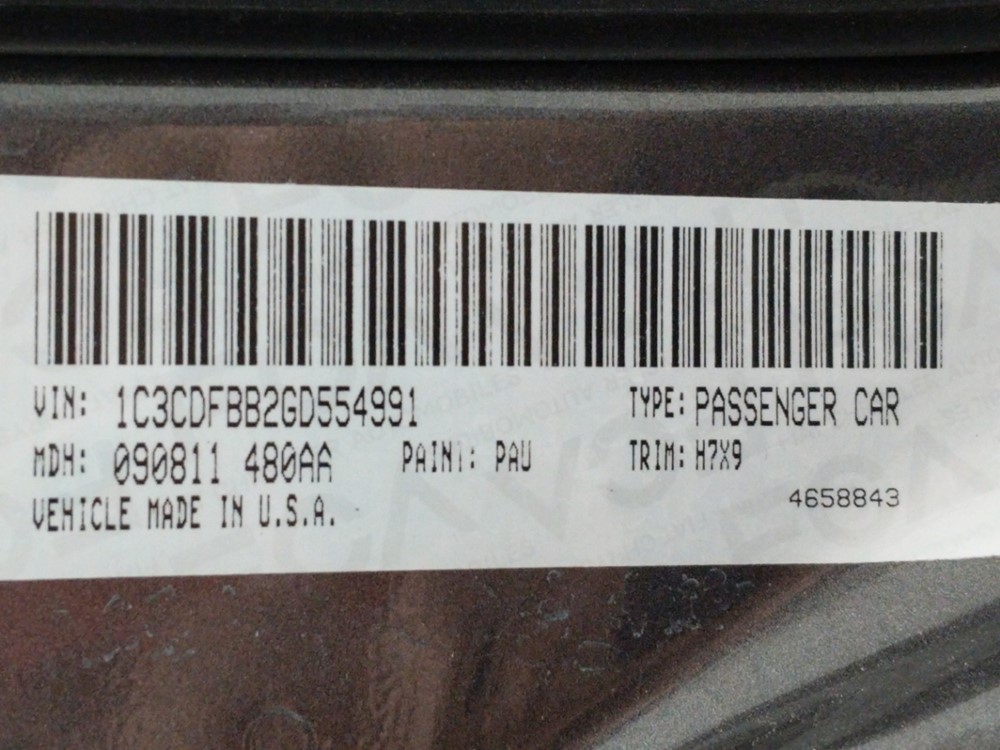 VIN: 1C3CDFBB2GD554991 TYPE: PASSENGER CAR
MDH: 090811 480AA PAINT: PAU TRIM: H7X9
VEHICLE MADE IN U.S.A. 4658843